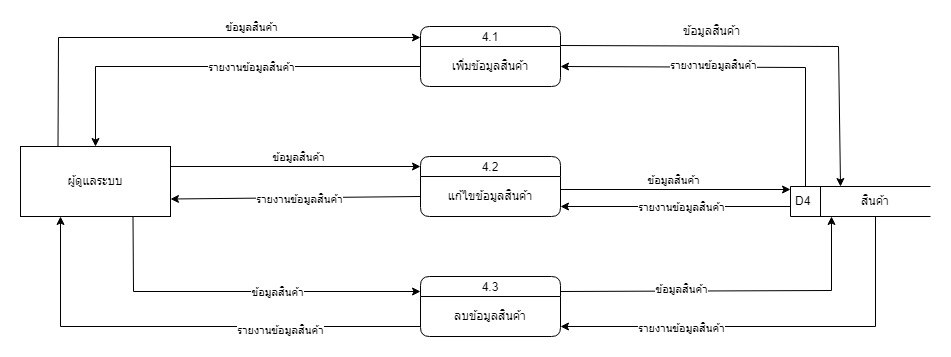 ข้อมูลสินค้า
4.1
ข้อมูลสินค้า
รายงานข้อมูลสินค้า
เพิ่มข้อมูลสินค้า
รายงานข้อมูลสินค้า
ผู้ดูแลระบบ
ข้อมูลสินค้า
4.2
ข้อมูลสินค้า
รายงานข้อมูลสินค้า
แก้ไขข้อมูลสินค้า
รายงานข้อมูลสินค้า
D4
สินค้า
ข้อมูลสินค้า
4.3
ข้อมูลสินค้า
รายงานข้อมูลสินค้า
ลบข้อมูลสินค้า
รายงานข้อมูลสินค้า